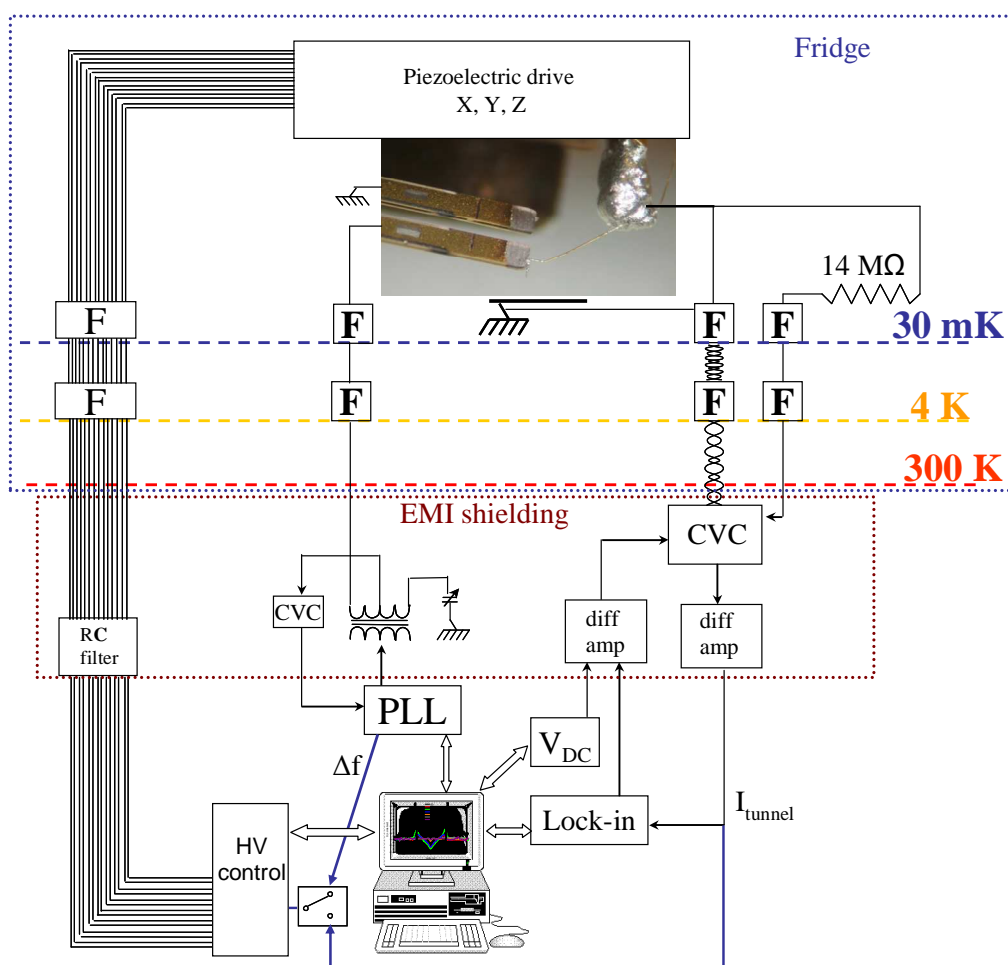 Fridge
Piezoelectric drive
X, Y, Z
14 MΩ
F
F
F
F
30 mK
F
F
F
F
4 K
300 K
EMI shielding
CVC
CVC
RC
filter
diff
amp
diff
amp
PLL
V DC
Δf
I tunnel
Lock-in
HV
control